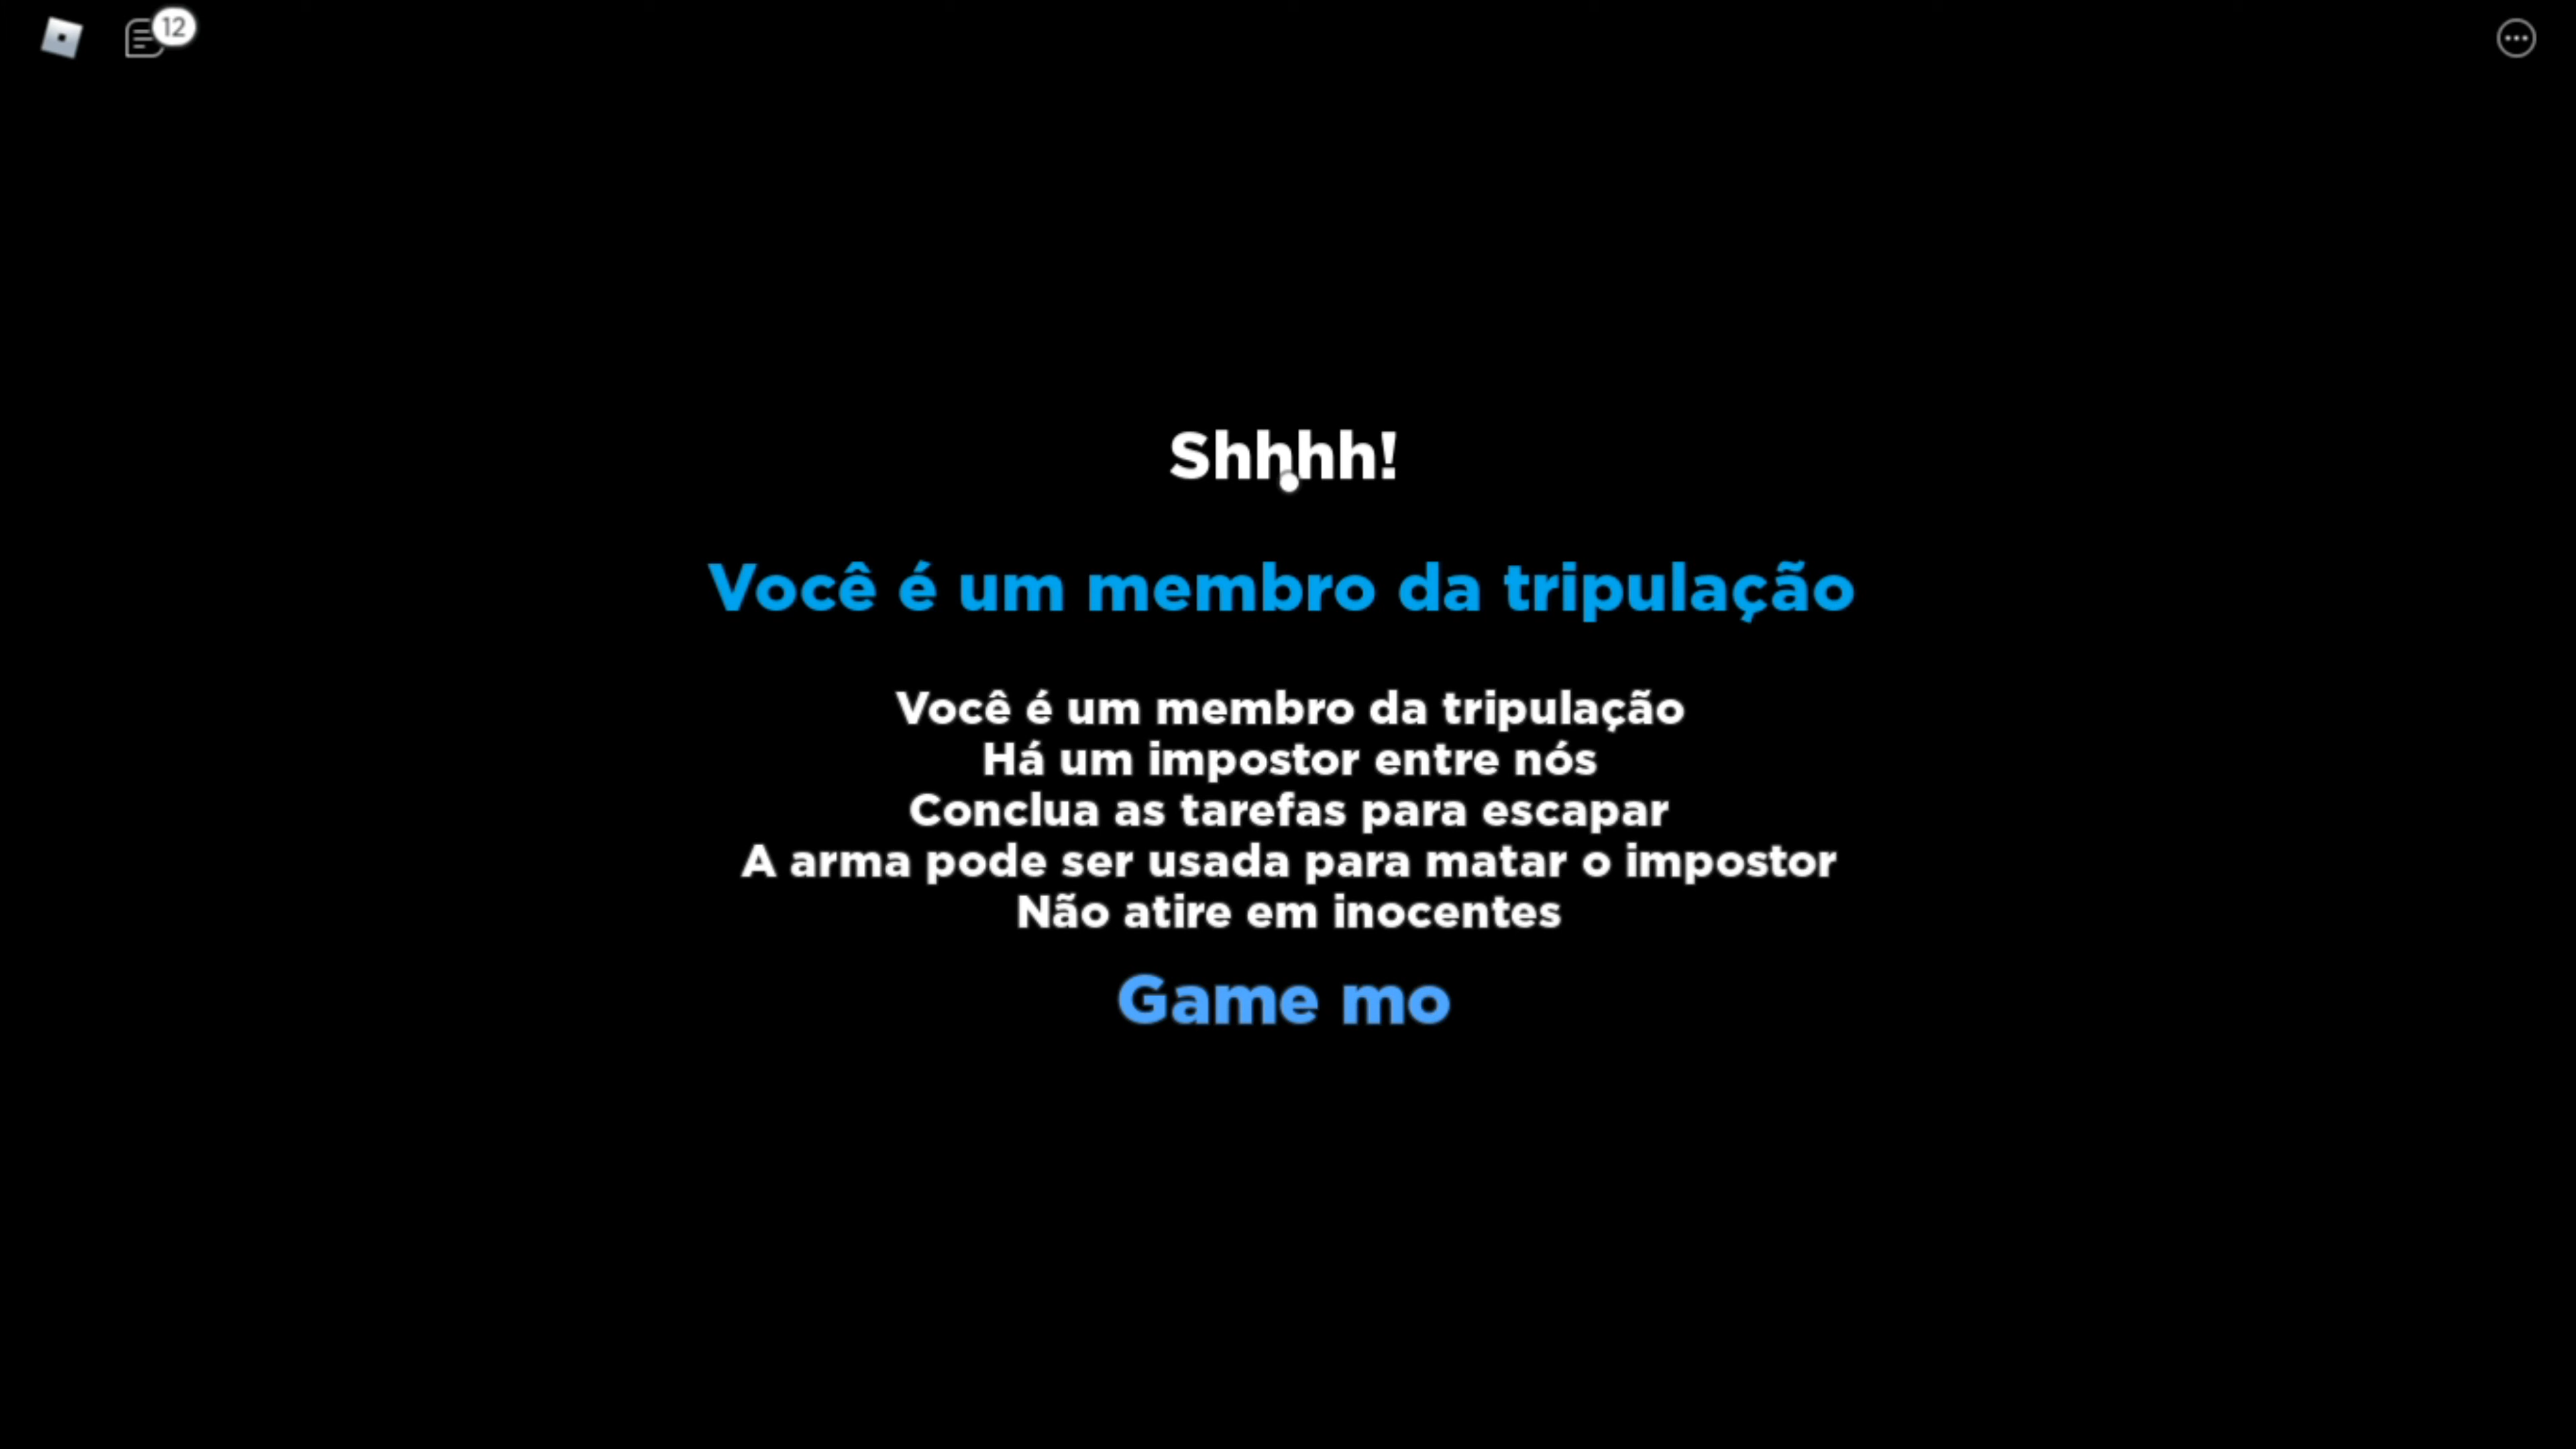 12
Shhhh!
Você é um membro da tripulação
Você é um membro da tripulação
Há um impostor entre nós
Conclua as tarefas para escapar
A arma pode ser usada para matar o impostor
Não atire em inocentes
Game mo